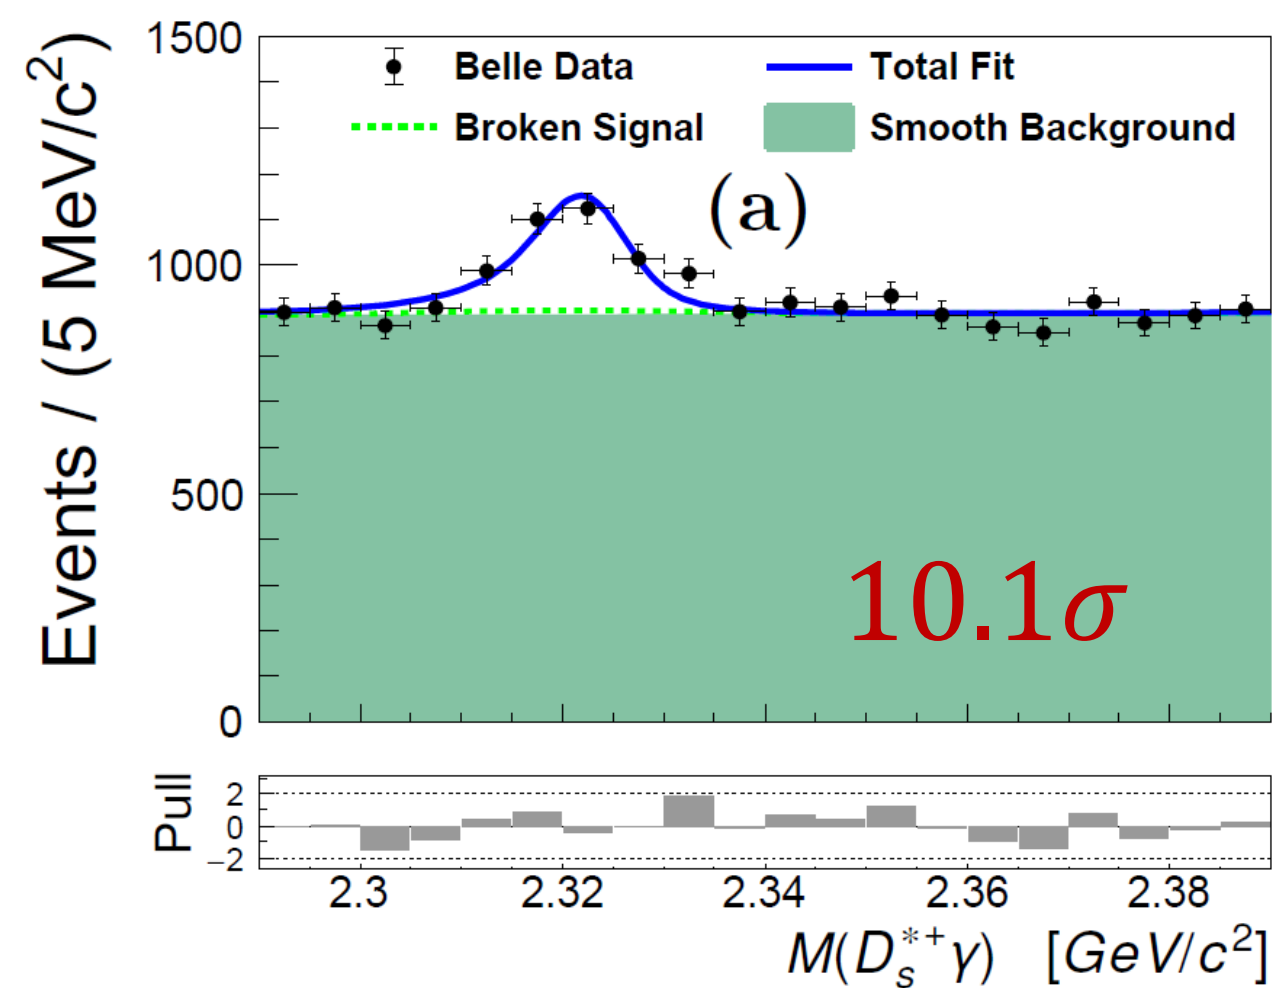 Events / (5 MeV/c²)
1500
1000
500
0
Belle Data
Total Fit
Broken Signal
Smooth Background
(a)
10.1σ
Pull
2
0
−2
2.3
2.32
2.34
2.36
2.38
M(D_s^{*+}γ) [GeV/c²]